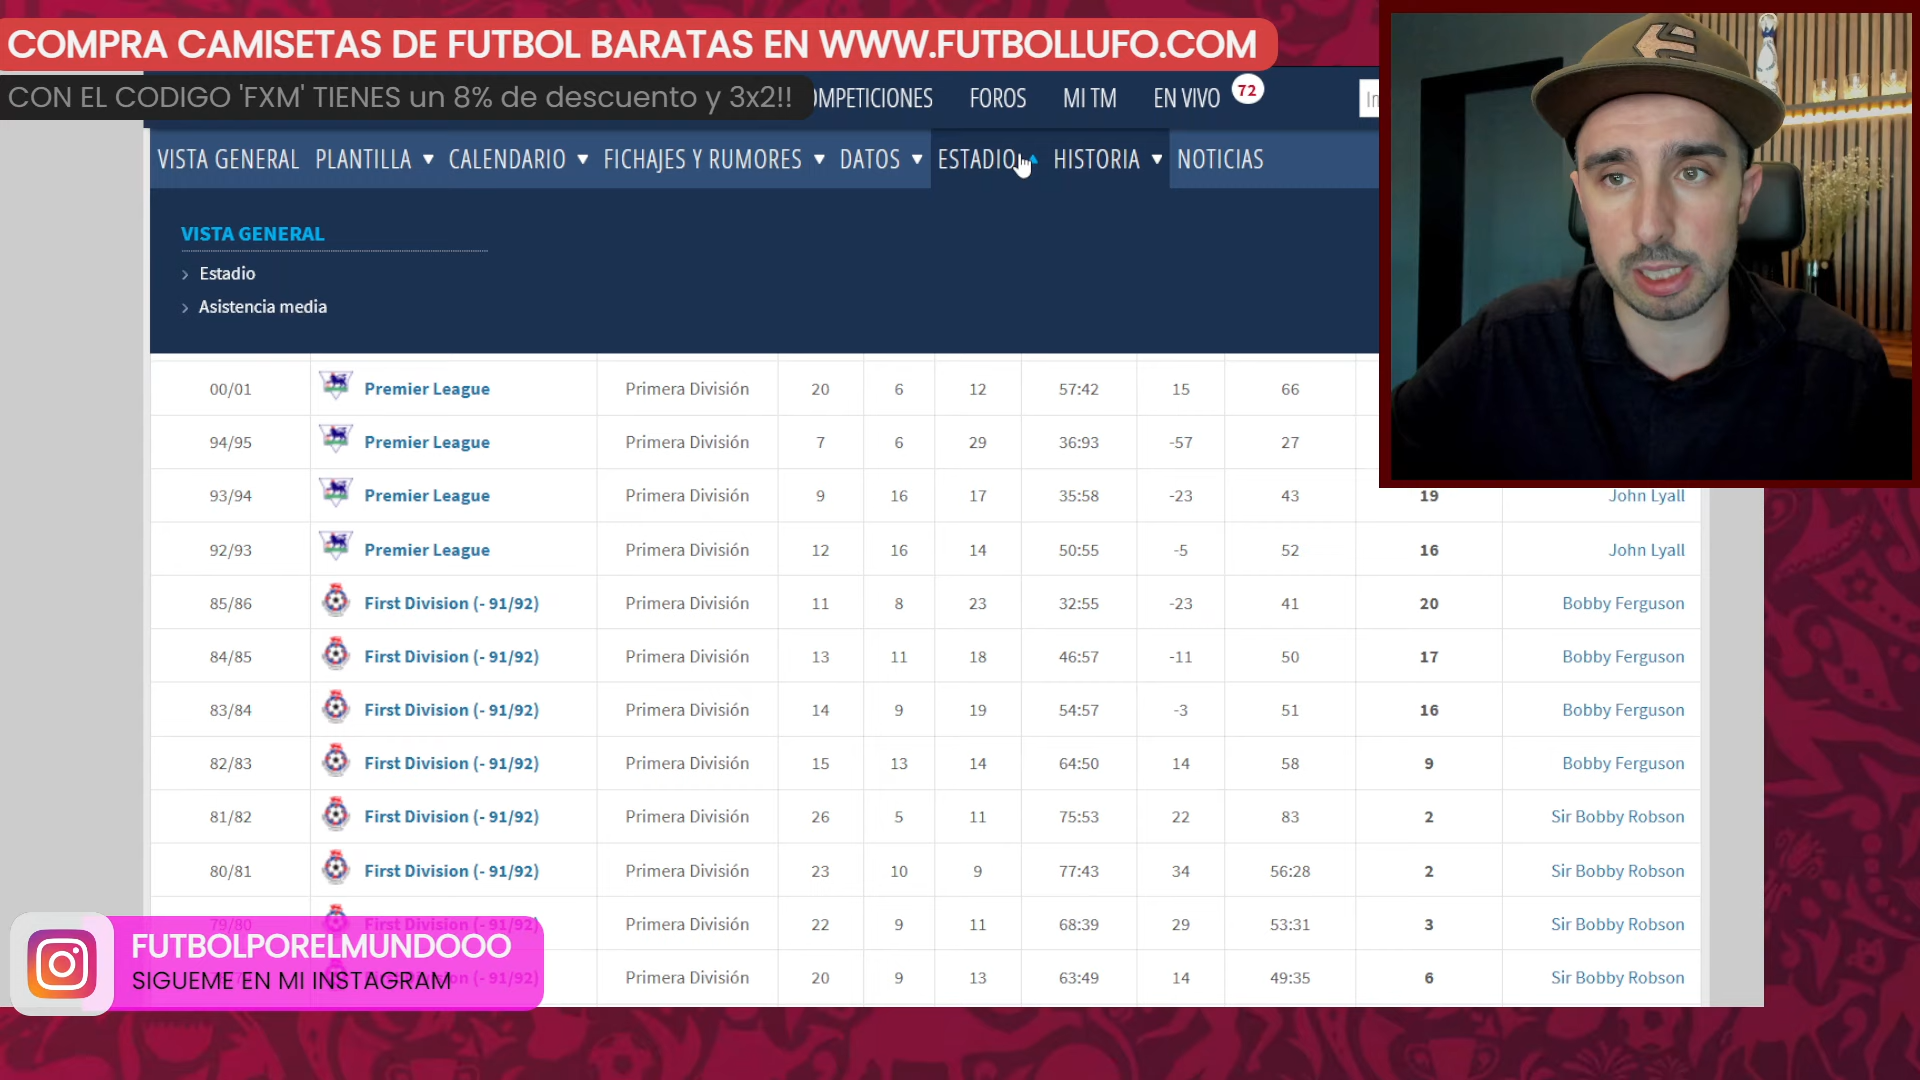 COMPRA CAMISETAS DE FUTBOL BARATAS EN WWW.FUTBOLLUFO.COM
CON EL CODIGO 'FXM' TIENES un 8% de descuento y 3x2!!
OMPETICIONES FOROS MI TM EN VIVO 72
VISTA GENERAL PLANTILLA CALENDARIO FICHAJES Y RUMORES DATOS ESTADIO HISTORIA NOTICIAS
VISTA GENERAL
Estadio
Asistencia media
00/01 Premier League Primera División 20 6 12 57:42 15 66
94/95 Premier League Primera División 7 6 29 36:93 -57 27
93/94 Premier League Primera División 9 16 17 35:58 -23 43 19 John Lyall
92/93 Premier League Primera División 12 16 14 50:55 -5 52 16 John Lyall
85/86 First Division (- 91/92) Primera División 11 8 23 32:55 -23 41 20 Bobby Ferguson
84/85 First Division (- 91/92) Primera División 13 11 18 46:57 -11 50 17 Bobby Ferguson
83/84 First Division (- 91/92) Primera División 14 9 19 54:57 -3 51 16 Bobby Ferguson
82/83 First Division (- 91/92) Primera División 15 13 14 64:50 14 58 9 Bobby Ferguson
81/82 First Division (- 91/92) Primera División 26 5 11 75:53 22 83 2 Sir Bobby Robson
80/81 First Division (- 91/92) Primera División 23 10 9 77:43 34 56:28 2 Sir Bobby Robson
79/80 First Division (- 91/92) Primera División 22 9 11 68:39 29 53:31 3 Sir Bobby Robson
Primera División 20 9 13 63:49 14 49:35 6 Sir Bobby Robson
FUTBOLPORELMUNDOOO
SIGUEME EN MI INSTAGRAM